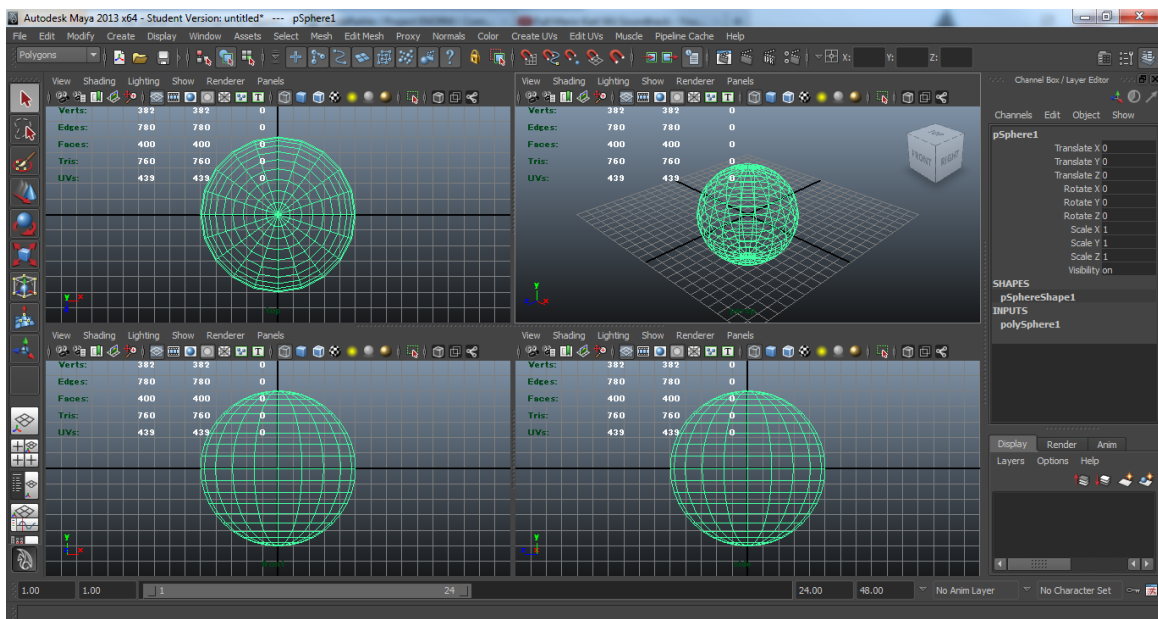 Autodesk Maya 2013 x64 - Student Version: untitled* --- pSphere1
File Edit Modify Create Display Window Assets Select Mesh Edit Mesh Proxy Normals Color Create UVs Edit UVs Muscle Pipeline Cache Help
Polygons X: Y: Z:
View Shading Lighting Show Renderer Panels
Verts: 382 382 0
Edges: 780 780 0
Faces: 400 400 0
Tris: 760 760 0
UVs: 439 439 0
y x
View Shading Lighting Show Renderer Panels
Verts: 382 382 0
Edges: 780 780 0
Faces: 400 400 0
Tris: 760 760 0
UVs: 439 439 0
FRONT RIGHT
y
View Shading Lighting Show Renderer Panels
Verts: 382 382 0
Edges: 780 780 0
Faces: 400 400 0
Tris: 760 760 0
UVs: 439 439 0
y x
View Shading Lighting Show Renderer Panels
Verts: 382 382 0
Edges: 780 780 0
Faces: 400 400 0
Tris: 760 760 0
UVs: 439 439 0
y
Channel Box / Layer Editor
Channels Edit Object Show
pSphere1
Translate X 0
Translate Y 0
Translate Z 0
Rotate X 0
Rotate Y 0
Rotate Z 0
Scale X 1
Scale Y 1
Scale Z 1
Visibility on
SHAPES
pSphereShape1
INPUTS
polySphere1
Display Render Anim
Layers Options Help
1.00 1.00 1 24 24.00 48.00 No Anim Layer No Character Set